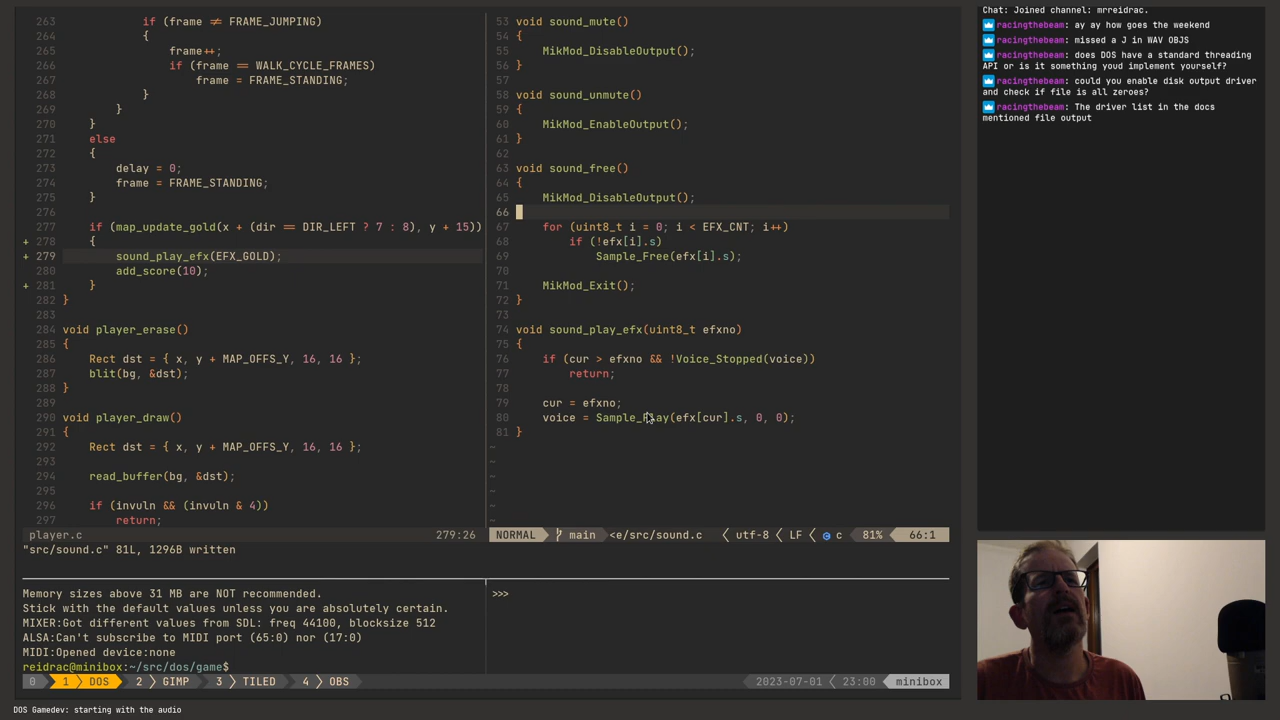 263 if (frame ≠ FRAME_JUMPING)
264 {
265 frame++;
266 if (frame == WALK_CYCLE_FRAMES)
267 frame = FRAME_STANDING;
268 }
269 }
270 }
271 else
272 {
273 delay = 0;
274 frame = FRAME_STANDING;
275 }
276
277 if (map_update_gold(x + (dir == DIR_LEFT ? 7 : 8), y + 15))
+ 278 {
+ 279 sound_play_efx(EFX_GOLD);
280 add_score(10);
+ 281 }
282 }
283
284 void player_erase()
285 {
286 Rect dst = { x, y + MAP_OFFS_Y, 16, 16 };
287 blit(bg, &dst);
288 }
289
290 void player_draw()
291 {
292 Rect dst = { x, y + MAP_OFFS_Y, 16, 16 };
293
294 read_buffer(bg, &dst);
295
296 if (invuln && (invuln & 4))
297 return;
player.c 279:26
53 void sound_mute()
54 {
55 MikMod_DisableOutput();
56 }
57
58 void sound_unmute()
59 {
60 MikMod_EnableOutput();
61 }
62
63 void sound_free()
64 {
65 MikMod_DisableOutput();
66
67 for (uint8_t i = 0; i < EFX_CNT; i++)
68 if (!efx[i].s)
69 Sample_Free(efx[i].s);
70
71 MikMod_Exit();
72 }
73
74 void sound_play_efx(uint8_t efxno)
75 {
76 if (cur > efxno && !Voice_Stopped(voice))
77 return;
78
79 cur = efxno;
80 voice = Sample_Play(efx[cur].s, 0, 0);
81 }
~
~
~
~
~
NORMAL main <e/src/sound.c utf-8 LF c 81% 66:1
"src/sound.c" 81L, 1296B written
Memory sizes above 31 MB are NOT recommended.
Stick with the default values unless you are absolutely certain.
MIXER:Got different values from SDL: freq 44100, blocksize 512
ALSA:Can't subscribe to MIDI port (65:0) nor (17:0)
MIDI:Opened device:none
reidrac@minibox:~/src/dos/game$
>>>
0 1 DOS 2 GIMP 3 TILED 4 OBS 2023-07-01 23:00 minibox
DOS Gamedev: starting with the audio
Chat: Joined channel: mrreidrac.
racingthebeam: ay ay how goes the weekend
racingthebeam: missed a J in WAV OBJS
racingthebeam: does DOS have a standard threading
API or is it something youd implement yourself?
racingthebeam: could you enable disk output driver
and check if file is all zeroes?
racingthebeam: The driver list in the docs
mentioned file output